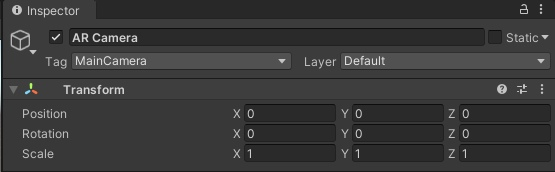 Inspector
AR Camera Static
Tag MainCamera Layer Default
Transform
Position X 0 Y 0 Z 0
Rotation X 0 Y 0 Z 0
Scale X 1 Y 1 Z 1